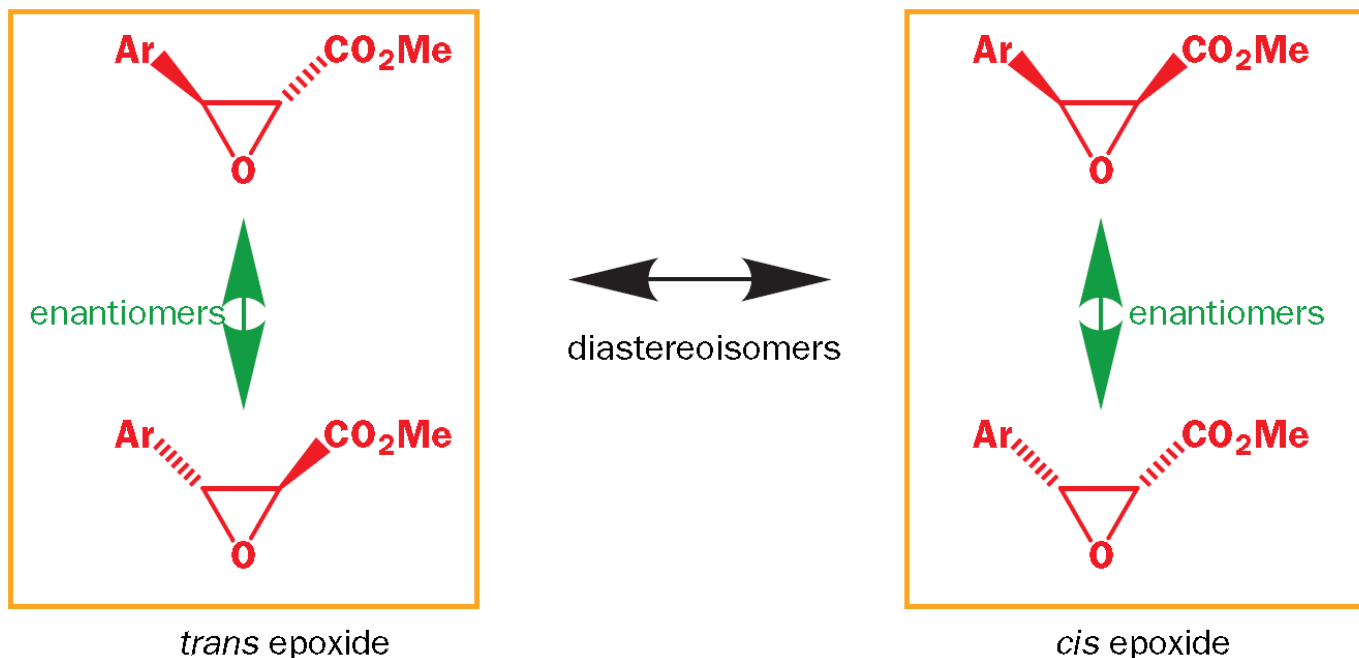 Ar CO₂Me
O
Ar CO₂Me
O
enantiomers
diastereoisomers
enantiomers
Ar CO₂Me
O
Ar CO₂Me
O
trans epoxide
cis epoxide